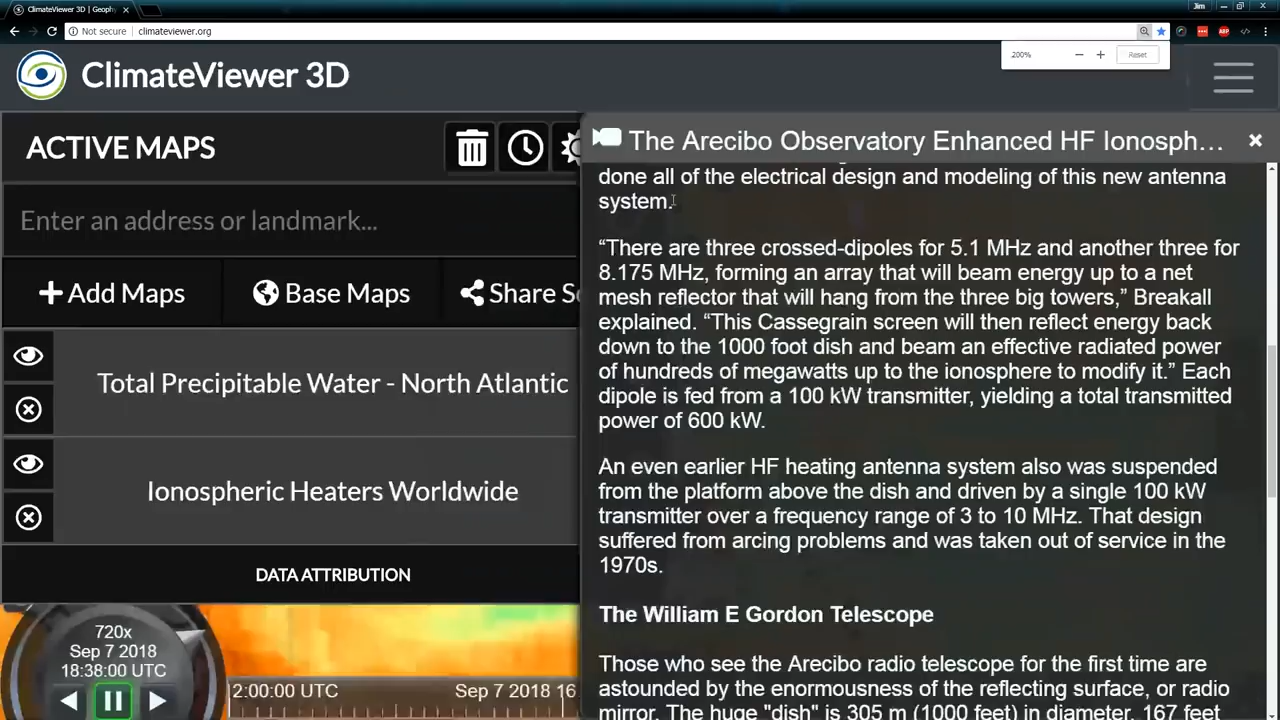 ClimateViewer 3D | Geoph
Jim
Not secure | climateviewer.org
200%
Reset
ClimateViewer 3D
ACTIVE MAPS
Enter an address or landmark...
Add Maps
Base Maps
Share Sc
Total Precipitable Water - North Atlantic
Ionospheric Heaters Worldwide
DATA ATTRIBUTION
720x
Sep 7 2018
18:38:00 UTC
2:00:00 UTC
Sep 7 2018 16
The Arecibo Observatory Enhanced HF Ionosph...
done all of the electrical design and modeling of this new antenna
system.
“There are three crossed-dipoles for 5.1 MHz and another three for
8.175 MHz, forming an array that will beam energy up to a net
mesh reflector that will hang from the three big towers,” Breakall
explained. “This Cassegrain screen will then reflect energy back
down to the 1000 foot dish and beam an effective radiated power
of hundreds of megawatts up to the ionosphere to modify it.” Each
dipole is fed from a 100 kW transmitter, yielding a total transmitted
power of 600 kW.
An even earlier HF heating antenna system also was suspended
from the platform above the dish and driven by a single 100 kW
transmitter over a frequency range of 3 to 10 MHz. That design
suffered from arcing problems and was taken out of service in the
1970s.
The William E Gordon Telescope
Those who see the Arecibo radio telescope for the first time are
astounded by the enormousness of the reflecting surface, or radio
mirror. The huge "dish" is 305 m (1000 feet) in diameter, 167 feet